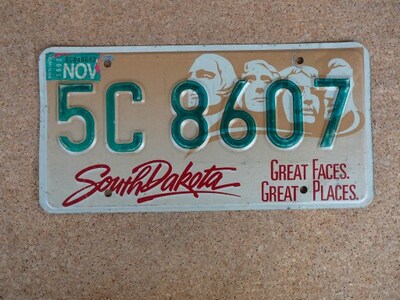 NOV
5C 8607
South Dakota
GREAT FACES.
GREAT PLACES.